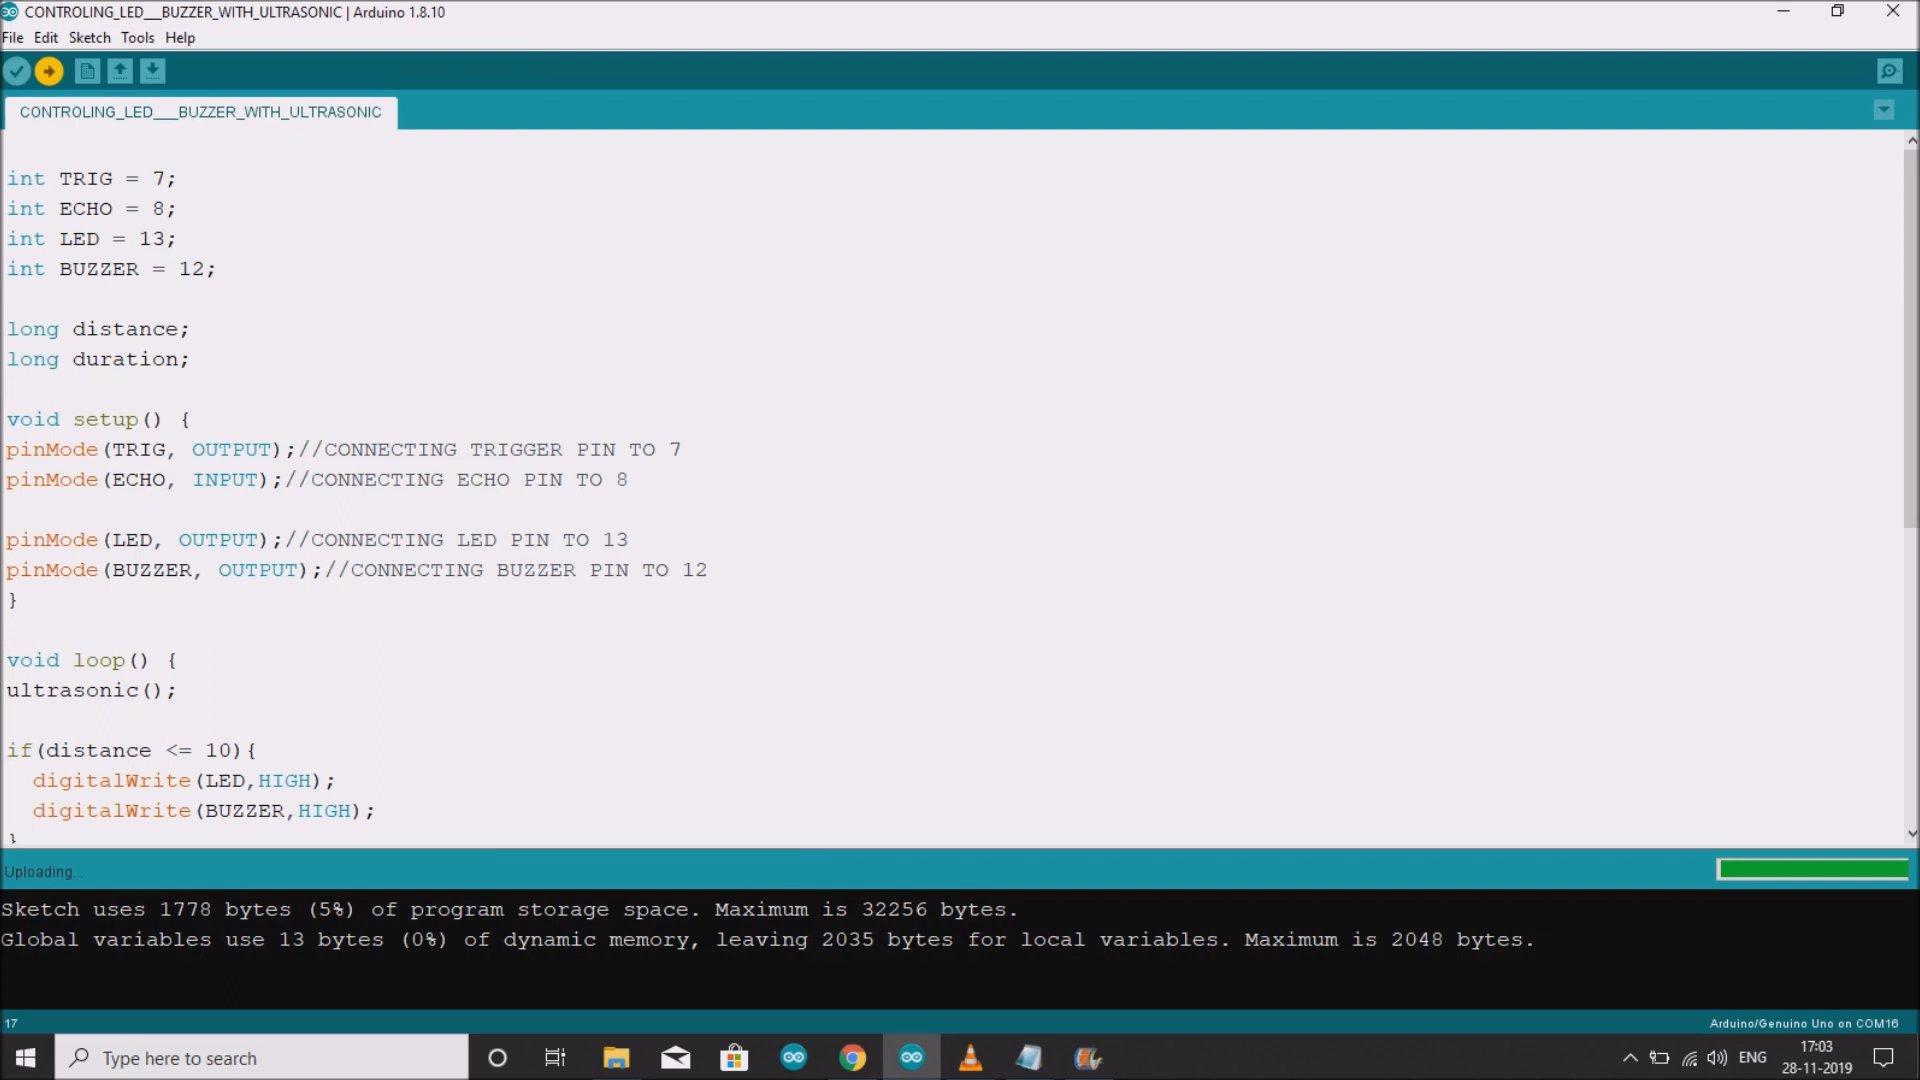 CONTROLING_LED___BUZZER_WITH_ULTRASONIC | Arduino 1.8.10
File Edit Sketch Tools Help
CONTROLING_LED___BUZZER_WITH_ULTRASONIC
int TRIG = 7;
int ECHO = 8;
int LED = 13;
int BUZZER = 12;
long distance;
long duration;
void setup() {
pinMode(TRIG, OUTPUT);//CONNECTING TRIGGER PIN TO 7
pinMode(ECHO, INPUT);//CONNECTING ECHO PIN TO 8
pinMode(LED, OUTPUT);//CONNECTING LED PIN TO 13
pinMode(BUZZER, OUTPUT);//CONNECTING BUZZER PIN TO 12
}
void loop() {
ultrasonic();
if(distance <= 10){
digitalWrite(LED,HIGH);
digitalWrite(BUZZER,HIGH);
}
Uploading...
Sketch uses 1778 bytes (5%) of program storage space. Maximum is 32256 bytes.
Global variables use 13 bytes (0%) of dynamic memory, leaving 2035 bytes for local variables. Maximum is 2048 bytes.
17
Arduino/Genuino Uno on COM16
Type here to search
ENG
17:03
28-11-2019